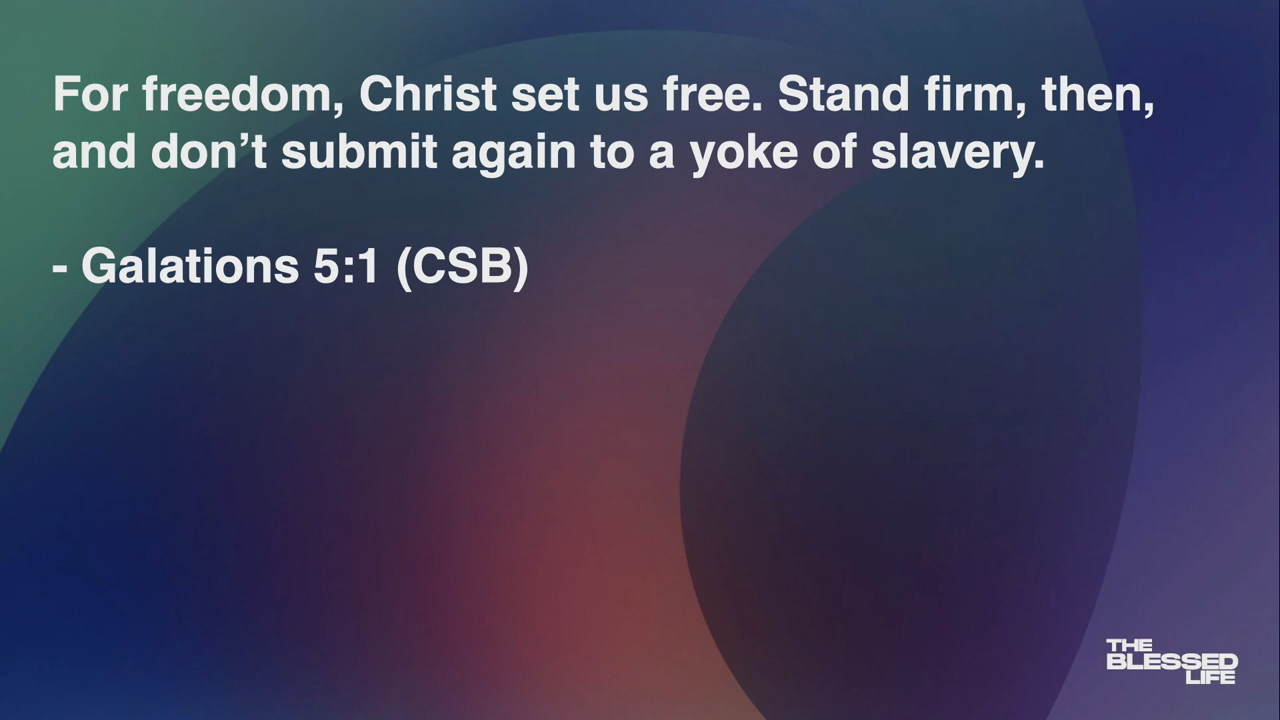 For freedom, Christ set us free. Stand firm, then,
and don’t submit again to a yoke of slavery.
- Galations 5:1 (CSB)
THE
BLESSED
LIFE